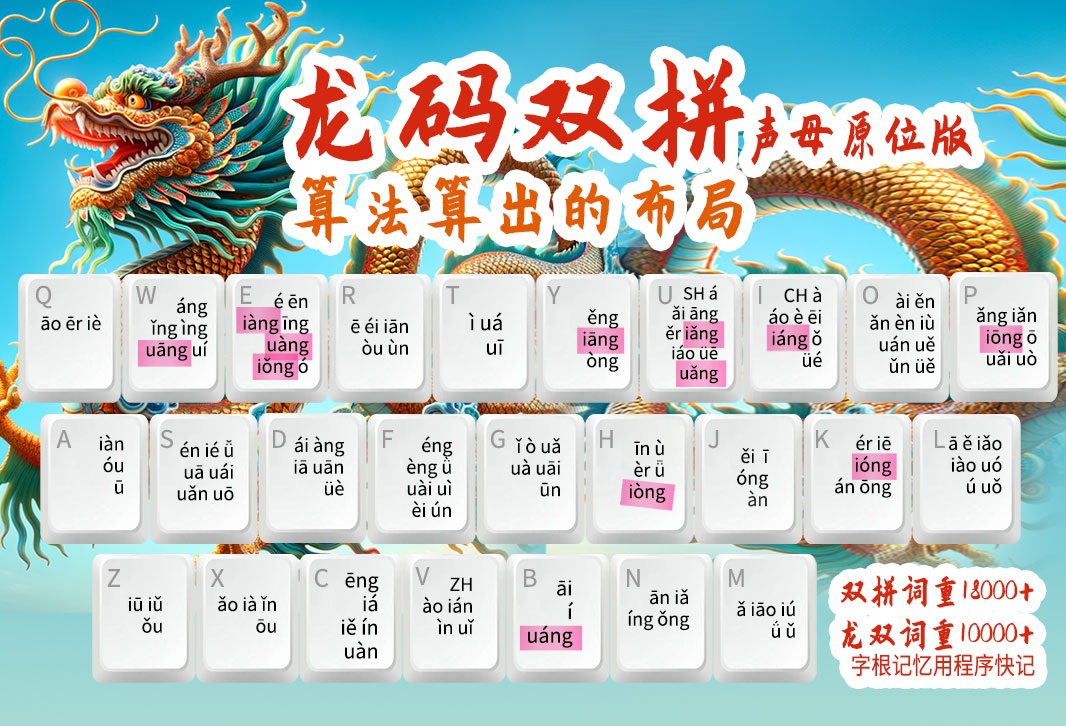 龙码双拼声母原位版
算法算出的布局
Q
āo ēr iè
W
áng
ǐng ìng
uāng uí
E
é ēn
iàng īng
uàng
iǒng ó
R
ē éi iān
òu ùn
T
ì uá
uī
Y
ěng
iāng
òng
U
SH á
ǎi āng
ěr iǎng
iáo üē
uǎng
I
CH à
áo è ēi
iáng ǒ
üé
O
ài ěn
ǎn èn iù
uán uě
ǔn üě
P
ǎng iǎn
iōng ō
uǎi uò
A
iàn
óu
ū
S
én ié ǚ
uā uái
uǎn uō
D
ái àng
iā uān
üè
F
éng
èng ǜ
uài uì
èi ún
G
ǐ ò uǎ
uà uāi
ūn
H
īn ù
èr ǖ
iòng
J
ěi ī
óng
àn
K
ér iē
ióng
án ōng
L
ā ě iǎo
iào uó
ú uǒ
Z
iū iǔ
ǒu
X
ǎo ià ǐn
ōu
C
ēng
iá
iě ín
uàn
V
ZH
ào ián
ìn uǐ
B
āi
í
uáng
N
ān iǎ
íng ǒng
M
ǎ iāo iú
ǘ ǔ
双拼词重18000+
龙双词重10000+
字根记忆用程序快记